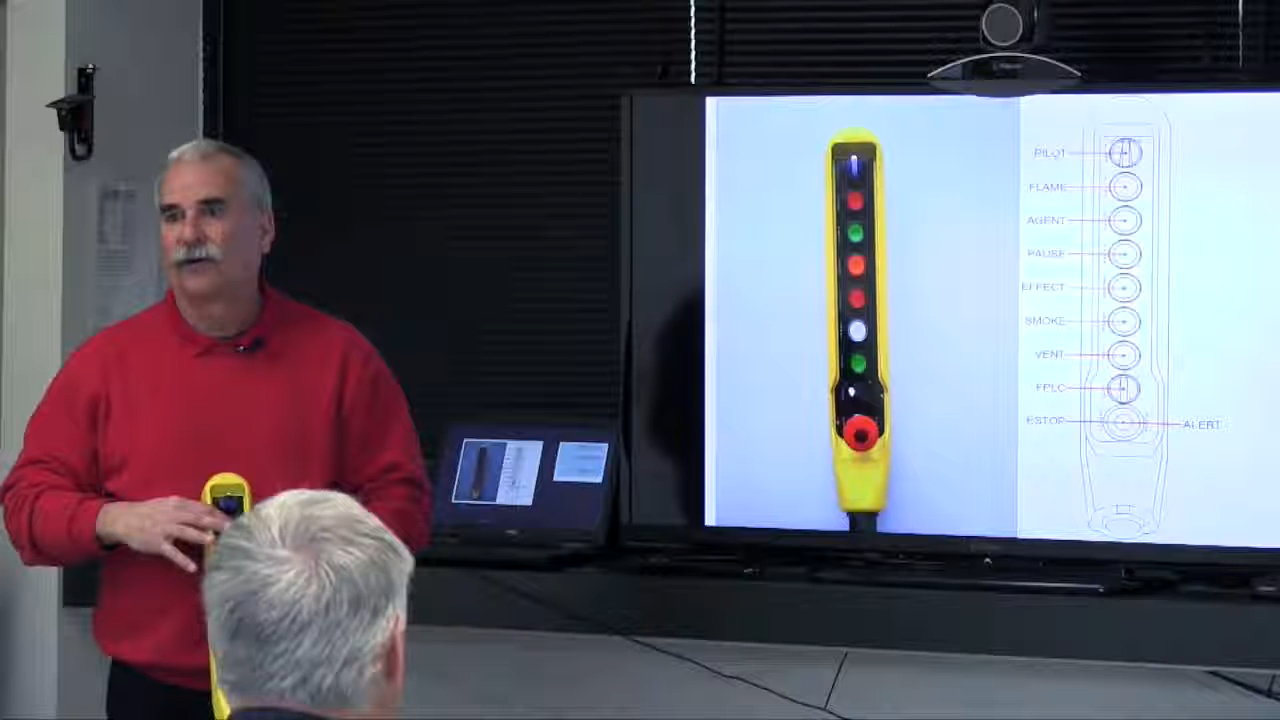 PILOT
FLAME
AGENT
PAUSE
EFFECT
SMOKE
VENT
FPLC
ESTOP
ALERT